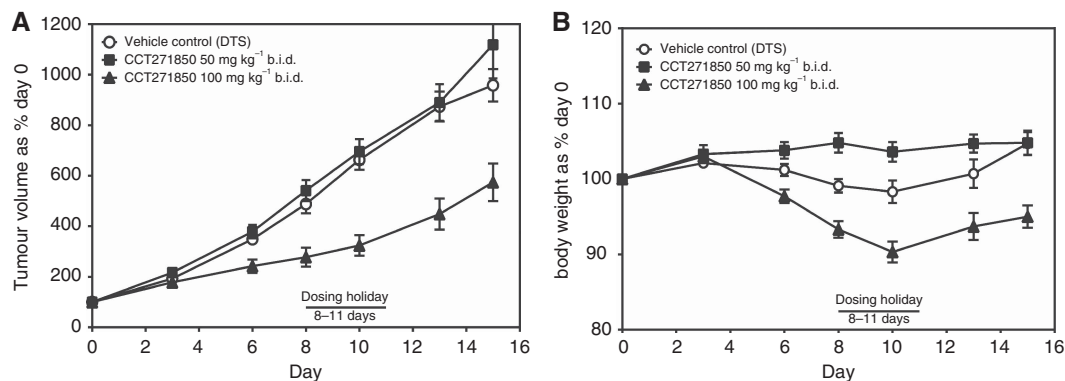 A
Tumour volume as % day 0
1200
1000
800
600
400
200
0
Vehicle control (DTS)
CCT271850 50 mg kg⁻¹ b.i.d.
CCT271850 100 mg kg⁻¹ b.i.d.
Dosing holiday
8–11 days
0 2 4 6 8 10 12 14 16
Day
B
body weight as % day 0
120
110
100
90
80
Vehicle control (DTS)
CCT271850 50 mg kg⁻¹ b.i.d.
CCT271850 100 mg kg⁻¹ b.i.d.
Dosing holiday
8–11 days
0 2 4 6 8 10 12 14 16
Day